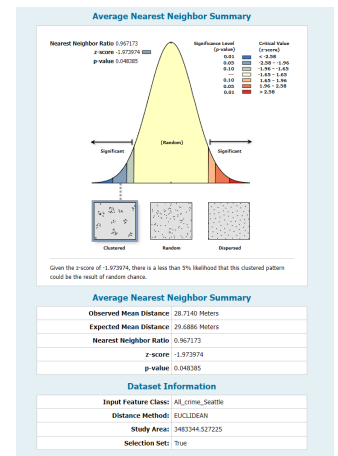 Average Nearest Neighbor Summary
Nearest Neighbor Ratio 0.967173
z-score -1.973974
p-value 0.048385
Significance Level
(p-value)
Critical Value
(z-score)
0.01 < -2.58
0.05 -2.58 - -1.96
0.10 -1.96 - -1.65
— -1.65 - 1.65
0.10 1.65 - 1.96
0.05 1.96 - 2.58
0.01 > 2.58
(Random)
Significant
Significant
Clustered
Random
Dispersed
Given the z-score of -1.973974, there is a less than 5% likelihood that this clustered pattern
could be the result of random chance.
Average Nearest Neighbor Summary
Observed Mean Distance 28.7140 Meters
Expected Mean Distance 29.6886 Meters
Nearest Neighbor Ratio 0.967173
z-score -1.973974
p-value 0.048385
Dataset Information
Input Feature Class: All_crime_Seattle
Distance Method: EUCLIDEAN
Study Area: 3483344.527225
Selection Set: True